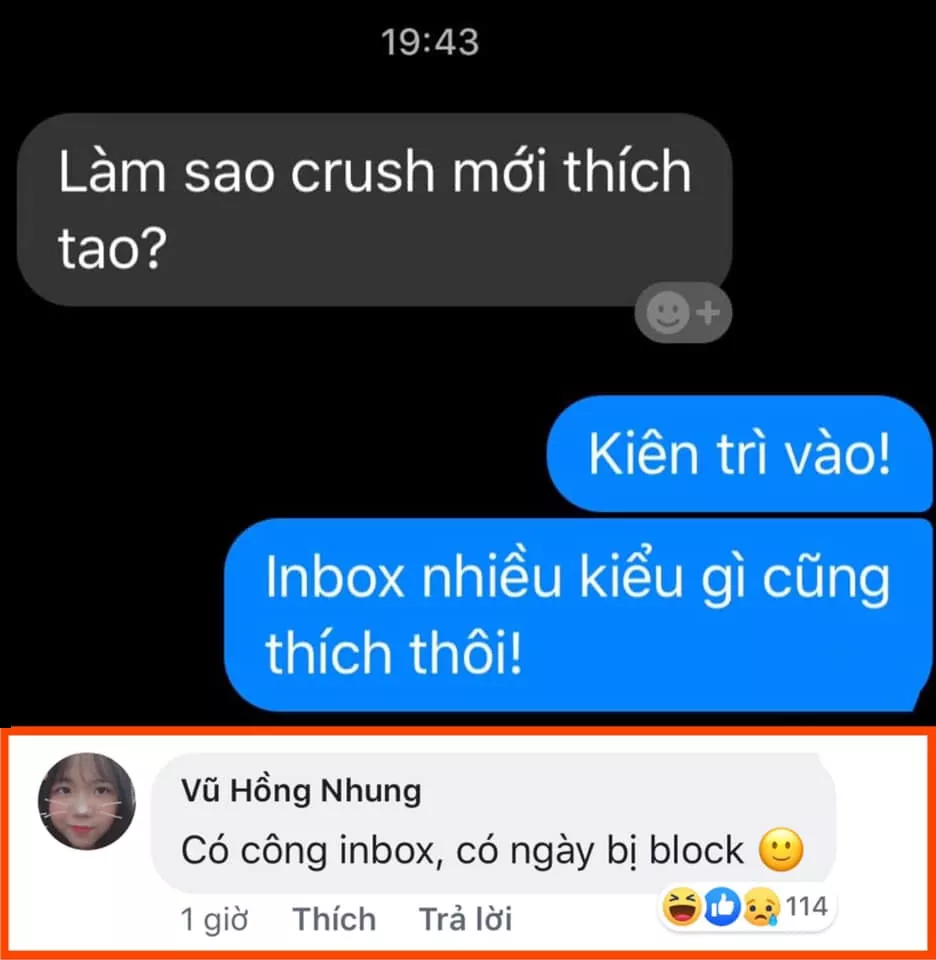 19:43
Làm sao crush mới thích
tao?
Kiên trì vào!
Inbox nhiều kiểu gì cũng
thích thôi!
Vũ Hồng Nhung
Có công inbox, có ngày bị block 🙂
1 giờ Thích Trả lời 114